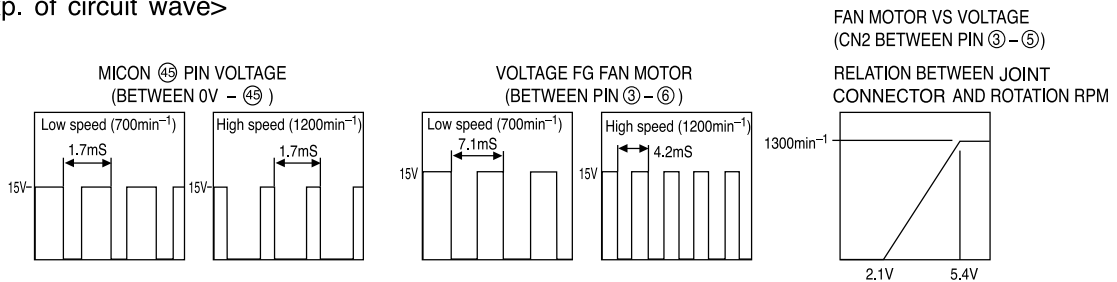 p. of circuit wave>
MICON ㊺ PIN VOLTAGE
(BETWEEN 0V – ㊺ )
Low speed (700min⁻¹)
1.7mS
15V
High speed (1200min⁻¹)
1.7mS
15V
VOLTAGE FG FAN MOTOR
(BETWEEN PIN ③ – ⑥ )
Low speed (700min⁻¹)
7.1mS
15V
High speed (1200min⁻¹)
4.2mS
15V
FAN MOTOR VS VOLTAGE
(CN2 BETWEEN PIN ③ – ⑤)
RELATION BETWEEN JOINT
CONNECTOR AND ROTATION RPM
1300min⁻¹
2.1V
5.4V